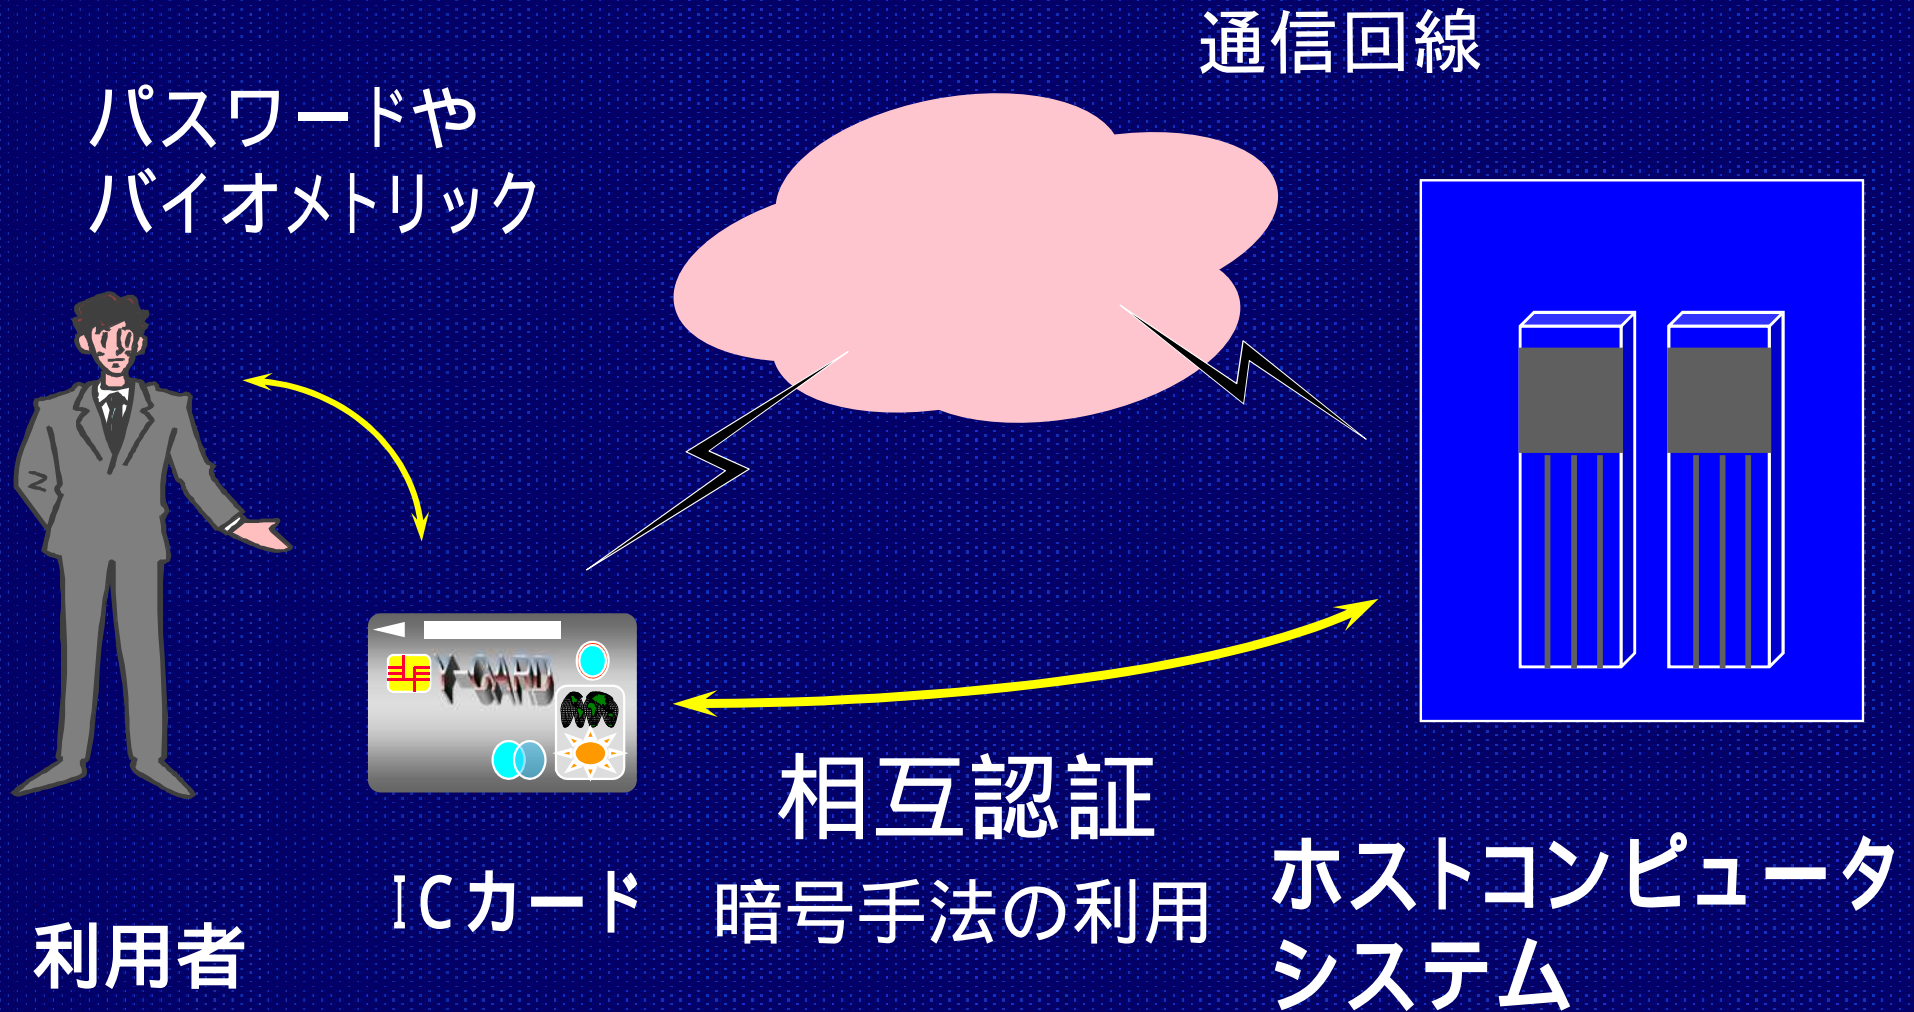 通信回線
パスワードや
バイオメトリック
Y-CARD
相互認証
暗号手法の利用
ICカード
利用者
ホストコンピュータ
システム